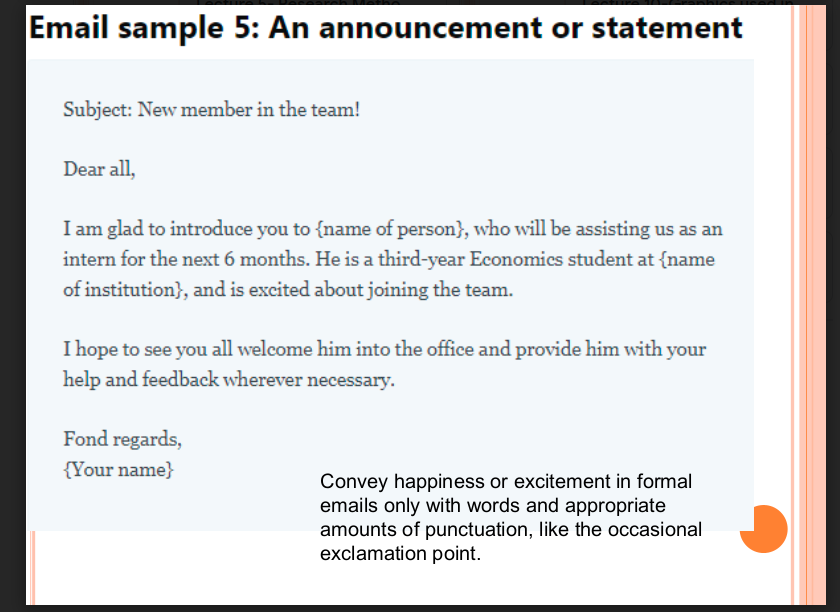 Email sample 5: An announcement or statement
Subject: New member in the team!
Dear all,
I am glad to introduce you to {name of person}, who will be assisting us as an
intern for the next 6 months. He is a third-year Economics student at {name
of institution}, and is excited about joining the team.
I hope to see you all welcome him into the office and provide him with your
help and feedback wherever necessary.
Fond regards,
{Your name}
Convey happiness or excitement in formal
emails only with words and appropriate
amounts of punctuation, like the occasional
exclamation point.